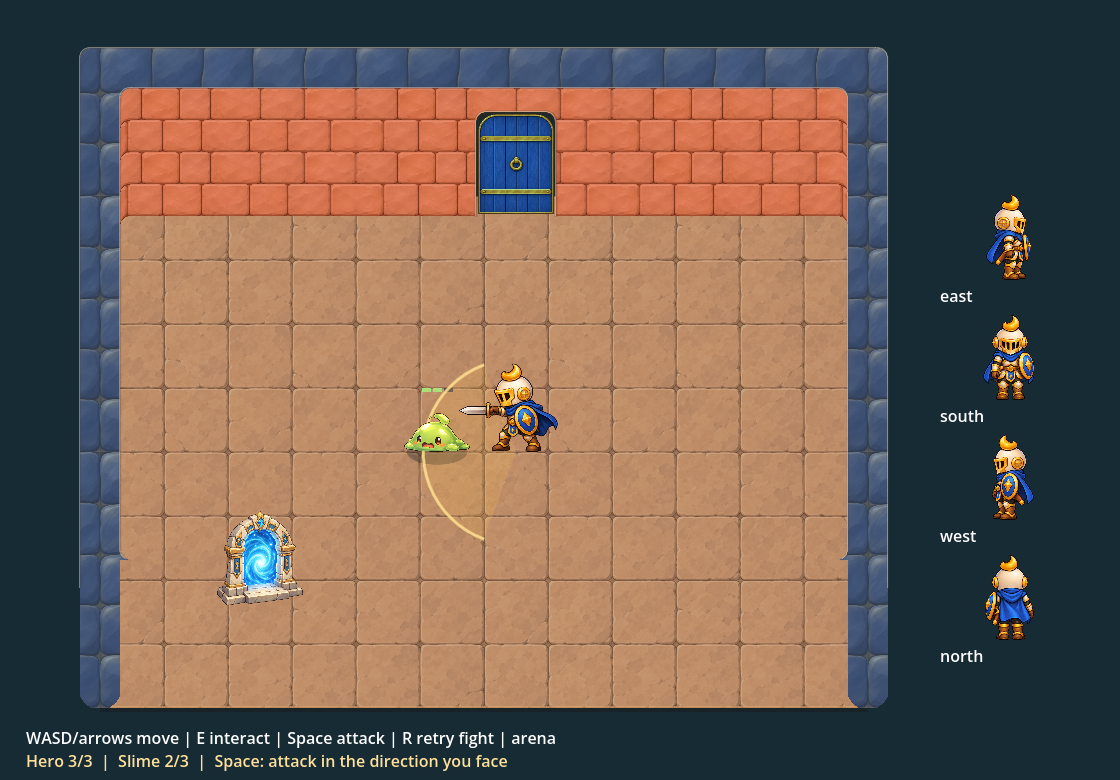 east
south
west
north
WASD/arrows move | E interact | Space attack | R retry fight | arena
Hero 3/3 | Slime 2/3 | Space: attack in the direction you face